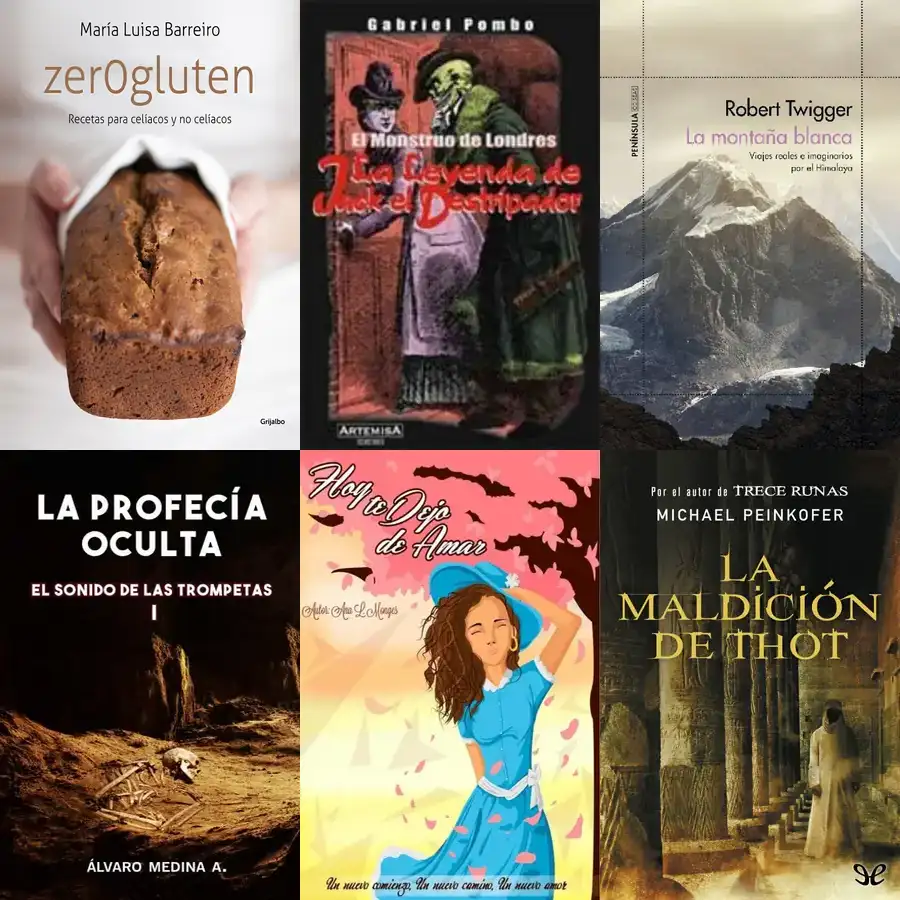 María Luisa Barreiro
zer0gluten
Recetas para celíacos y no celíacos
Grijalbo
Gabriel Pombo
El Monstruo de Londres
La Leyenda de
Jack el Destripador
ARTEMISA
PENÍNSULA
Robert Twigger
La montaña blanca
Viajes reales e imaginarios
por el Himalaya
LA PROFECÍA
OCULTA
EL SONIDO DE LAS TROMPETAS
I
ÁLVARO MEDINA A.
Hoy
te Dejo
de Amar
Autor: Ana L. Monges
Un nuevo comienzo, Un nuevo camino, Un nuevo amor
Por el autor de TRECE RUNAS
MICHAEL PEINKOFER
LA
MALDICIÓN
DE THOT